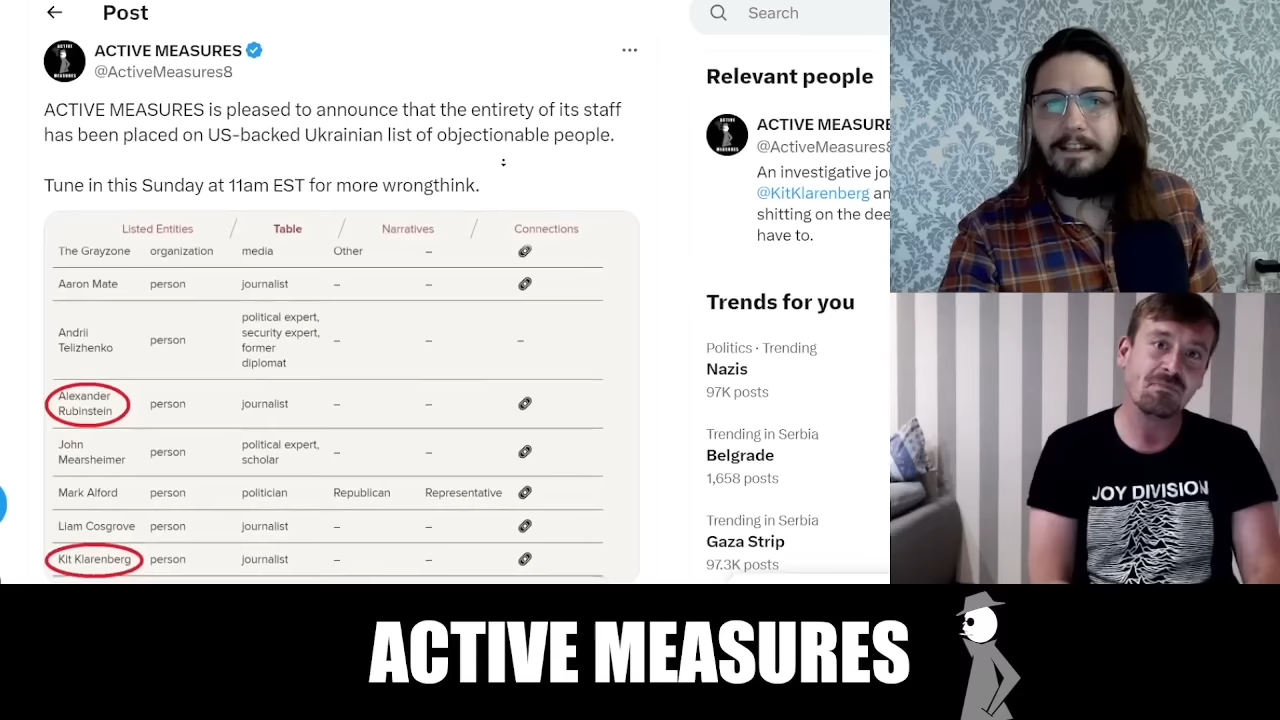 Post
ACTIVE MEASURES
@ActiveMeasures8
ACTIVE MEASURES is pleased to announce that the entirety of its staff
has been placed on US-backed Ukrainian list of objectionable people.
Tune in this Sunday at 11am EST for more wrongthink.
Listed Entities / Table / Narratives / Connections
The Grayzone organization media Other –
Aaron Mate person journalist – –
Andrii
Telizhenko person political expert,
security expert,
former
diplomat – – –
Alexander
Rubinstein person journalist – –
John
Mearsheimer person political expert,
scholar – –
Mark Alford person politician Republican Representative
Liam Cosgrove person journalist – –
Kit Klarenberg person journalist – –
Search
Relevant people
ACTIVE MEASURE
@ActiveMeasures8
An investigative jou
@KitKlarenberg an
shitting on the dee
have to.
Trends for you
Politics · Trending
Nazis
97K posts
Trending in Serbia
Belgrade
1,658 posts
Trending in Serbia
Gaza Strip
97.3K posts
JOY DIVISION
ACTIVE MEASURES